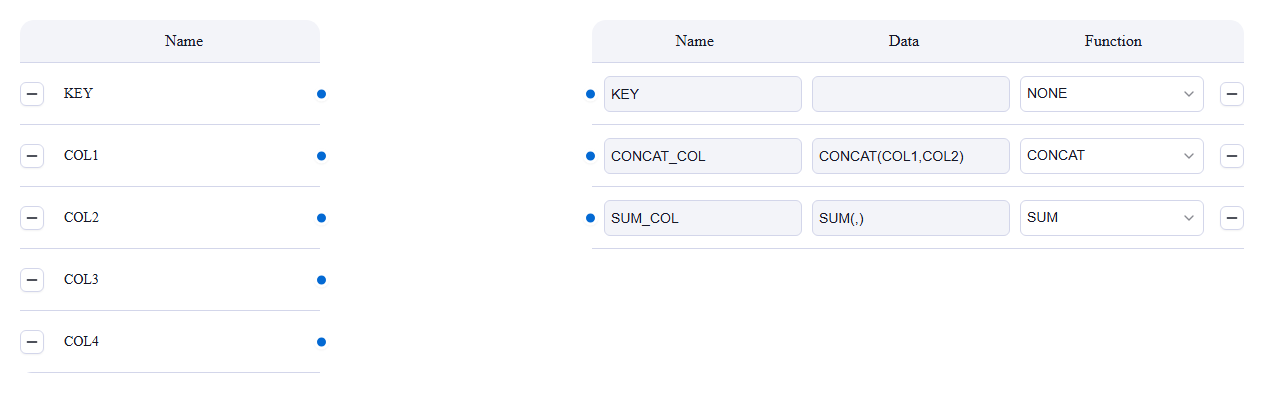 Name
KEY
COL1
COL2
COL3
COL4
Name Data Function
KEY NONE
CONCAT_COL CONCAT(COL1,COL2) CONCAT
SUM_COL SUM(,) SUM